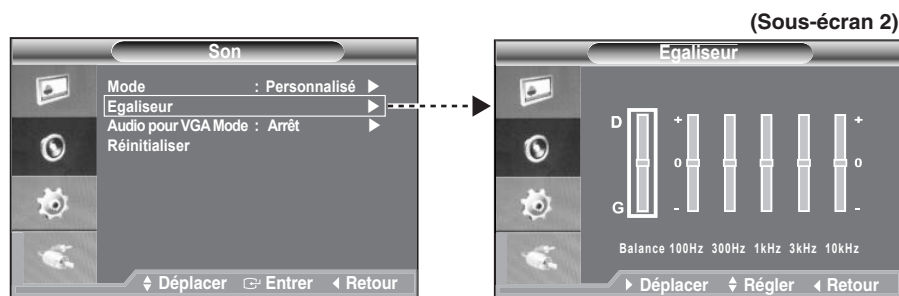 (Sous-écran 2)
Son
Mode : Personnalisé ▶
Egaliseur ▶
Audio pour VGA Mode : Arrêt ▶
Réinitialiser
Déplacer Entrer Retour
Egaliseur
D + +
0 0
G - -
Balance 100Hz 300Hz 1kHz 3kHz 10kHz
Déplacer Régler Retour